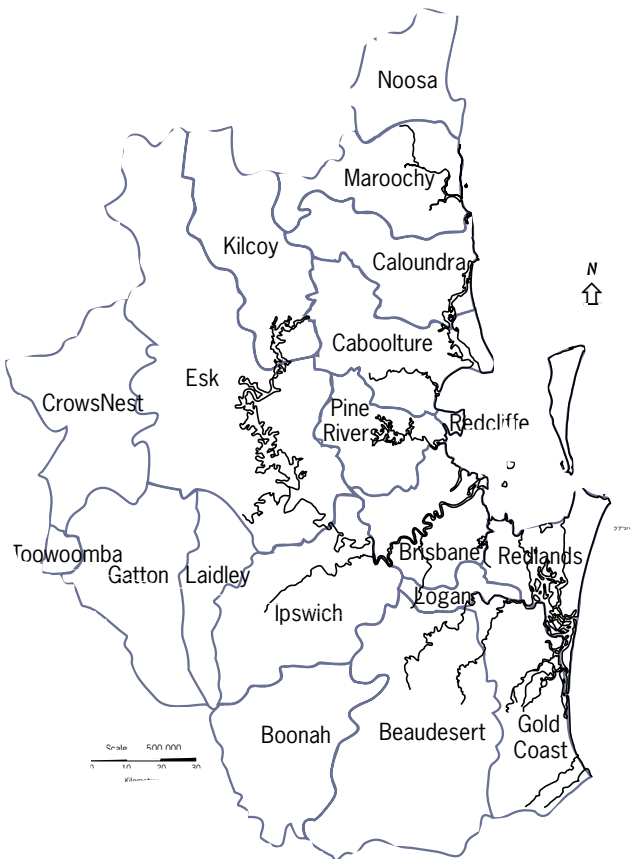 Noosa
Maroochy
Kilcoy
Caloundra
N
Caboolture
Esk
CrowsNest
Pine
Rivers
Redcliffe
Toowoomba
Gatton
Laidley
Brisbane
Redlands
Logan
Ipswich
Boonah
Beaudesert
Gold
Coast
Scale 500,000
0 10 20 30
Kilometres